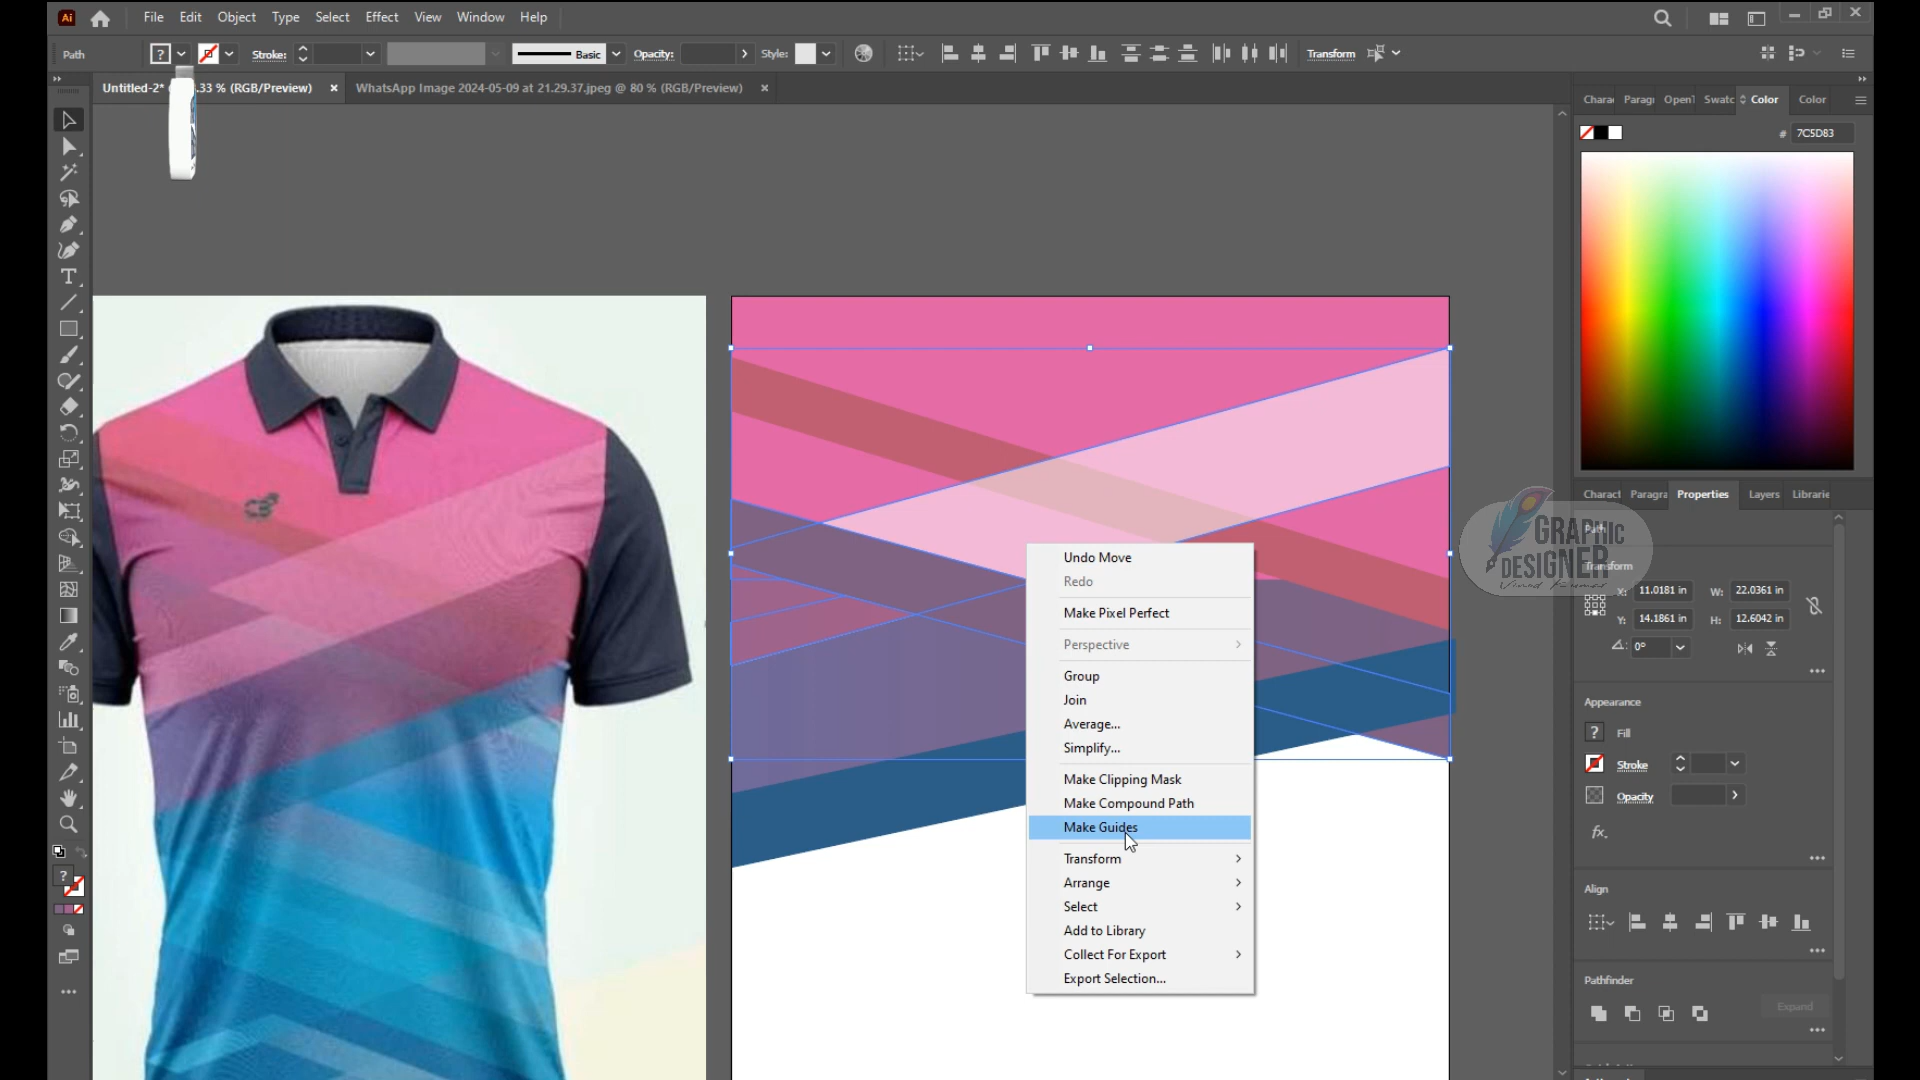 Ai File Edit Object Type Select Effect View Window Help
Path ? Stroke: Basic Opacity: Style: Transform
Untitled-2* .33 % (RGB/Preview) × WhatsApp Image 2024-05-09 at 21.29.37.jpeg @ 80 % (RGB/Preview) ×
Charac Paragr OpenT Swatc Color Color
# 7C5D83
Charact Paragra Properties Layers Librarie
GRAPHIC
DESIGNER
Transform
X: 11.0181 in W: 22.0361 in
Y: 14.1861 in H: 12.6042 in
0°
Appearance
? Fill
Stroke
Opacity
fx.
Align
Pathfinder
Expand
Undo Move
Redo
Make Pixel Perfect
Perspective
Group
Join
Average...
Simplify...
Make Clipping Mask
Make Compound Path
Make Guides
Transform
Arrange
Select
Add to Library
Collect For Export
Export Selection...